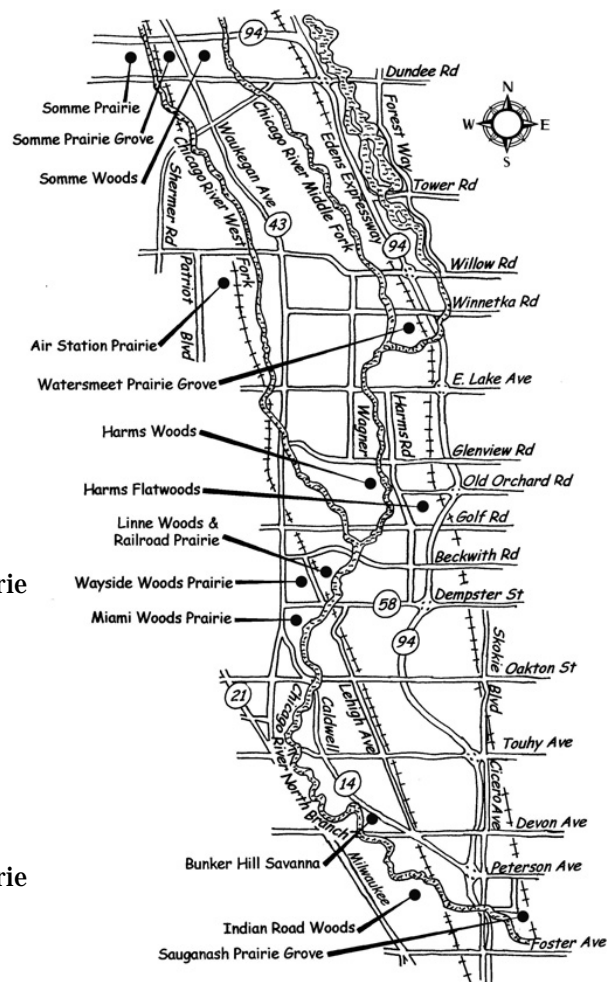 94
Dundee Rd
Somme Prairie
Somme Prairie Grove
Somme Woods
Chicago River West Fork
Waukegan Ave
Chicago River Middle Fork
Edens Expressway
Forest Way
N
W E
S
Tower Rd
Shermer Rd
43
94
Willow Rd
Patriot Blvd
Winnetka Rd
Air Station Prairie
Watersmeet Prairie Grove
E. Lake Ave
Wagner
Harms Rd
Harms Woods
Glenview Rd
Old Orchard Rd
Harms Flatwoods
Golf Rd
Linne Woods &
Railroad Prairie
Beckwith Rd
rie
Wayside Woods Prairie
58
Dempster St
Miami Woods Prairie
94
Skokie Blvd
Oakton St
21
Chicago River North Branch
Caldwell
Lehigh Ave
Touhy Ave
Cicero Ave
14
Devon Ave
Bunker Hill Savanna
Milwaukee
Peterson Ave
rie
Indian Road Woods
Sauganash Prairie Grove
Foster Ave